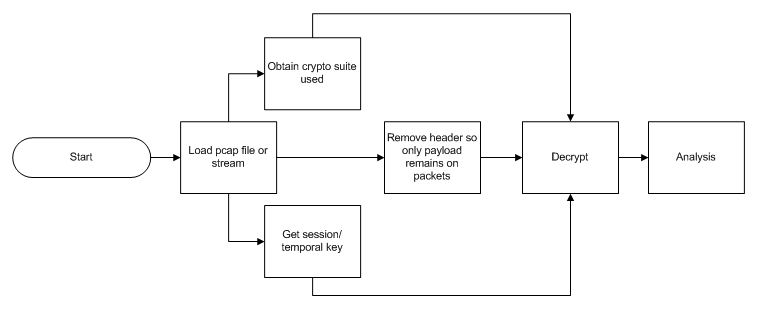 Obtain crypto suite
used
Start
Load pcap file or
stream
Remove header so
only payload
remains on
packets
Decrypt
Analysis
Get session/
temporal key